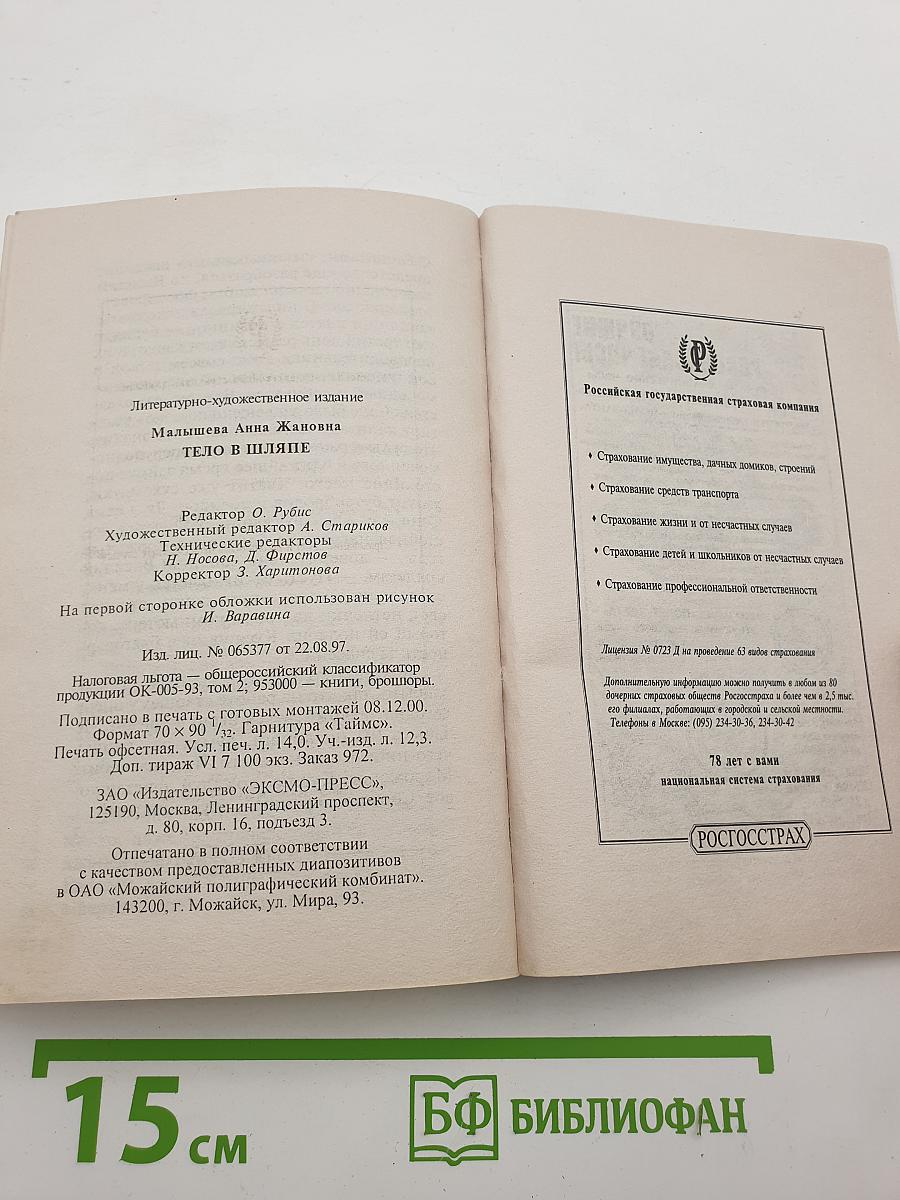 Литературно-художественное издание
Малышева Анна Жановна
ТЕЛО В ШЛЯПЕ
Редактор О. Рубис
Художественный редактор А. Стариков
Технические редакторы
Н. Носова, Д. Фирстов
Корректор З. Харитонова
На первой сторонке обложки использован рисунок
И. Варавина
Изд. лиц. № 065377 от 22.08.97.
Налоговая льгота — общероссийский классификатор
продукции ОК-005-93, том 2; 953000 — книги, брошюры.
Подписано в печать с готовых монтажей 08.12.00.
Формат 70 × 90 1/32. Гарнитура «Таймс».
Печать офсетная. Усл. печ. л. 14,0. Уч.-изд. л. 12,3.
Доп. тираж VI 7 100 экз. Заказ 972.
ЗАО «Издательство «ЭКСМО-ПРЕСС»,
125190, Москва, Ленинградский проспект,
д. 80, корп. 16, подъезд 3.
Отпечатано в полном соответствии
с качеством предоставленных диапозитивов
в ОАО «Можайский полиграфический комбинат».
143200, г. Можайск, ул. Мира, 93.
Российская государственная страховая компания
♦ Страхование имущества, дачных домиков, строений
♦ Страхование средств транспорта
♦ Страхование жизни и от несчастных случаев
♦ Страхование детей и школьников от несчастных случаев
♦ Страхование профессиональной ответственности
Лицензия № 0723 Д на проведение 63 видов страхования
Дополнительную информацию можно получить в любом из 80
дочерних страховых обществ Росгосстраха и более чем в 2,5 тыс.
его филиалах, работающих в городской и сельской местности.
Телефоны в Москве: (095) 234-30-36, 234-30-42
78 лет с вами
национальная система страхования
РОСГОССТРАХ
15 см
БФ БИБЛИОФАН